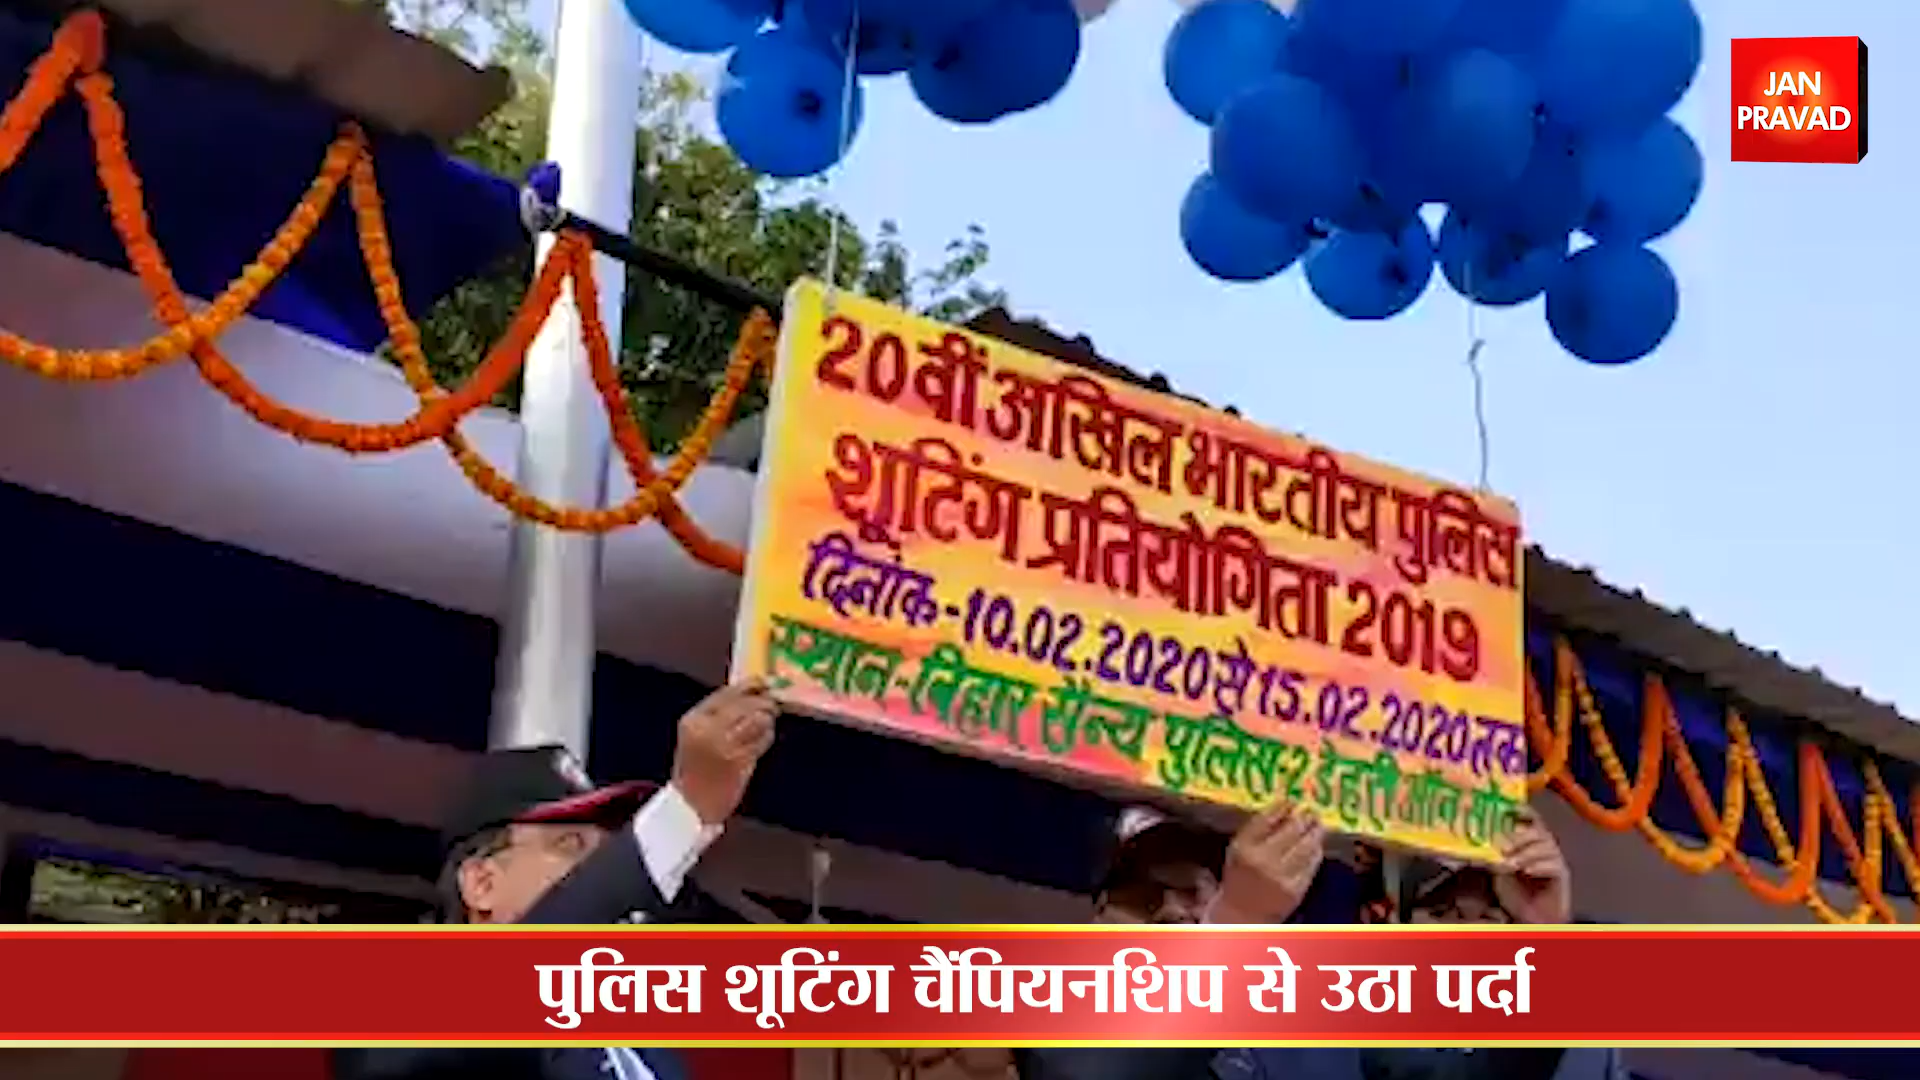 JAN
PRAVAD
20वीं अखिल भारतीय पुलिस
शूटिंग प्रतियोगिता 2019
दिनांक-10.02.2020 से 15.02.2020 तक
स्थान-बिहार सैन्य पुलिस-2 डेहरी आन सोन
पुलिस शूटिंग चैंपियनशिप से उठा पर्दा